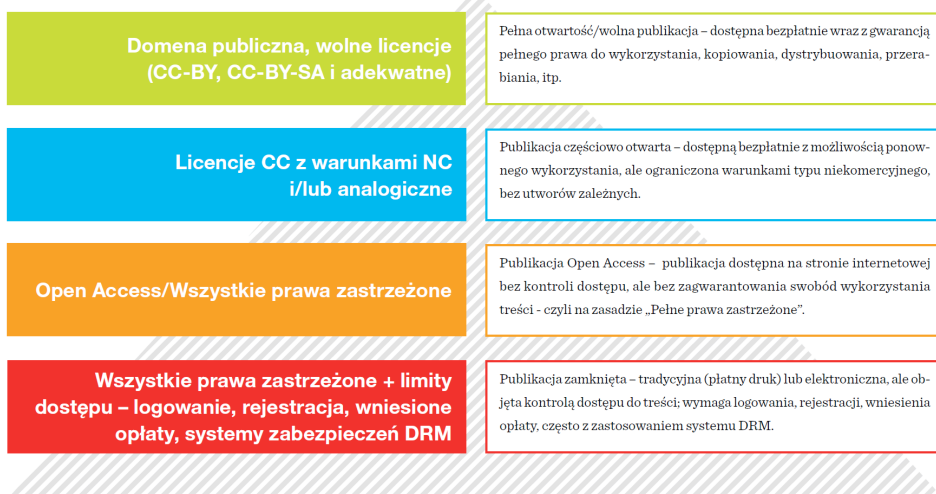 Domena publiczna, wolne licencje
(CC-BY, CC-BY-SA i adekwatne)
Pełna otwartość/wolna publikacja – dostępna bezpłatnie wraz z gwarancją
pełnego prawa do wykorzystania, kopiowania, dystrybuowania, przera-
biania, itp.
Licencje CC z warunkami NC
i/lub analogiczne
Publikacja częściowo otwarta – dostępną bezpłatnie z możliwością ponow-
nego wykorzystania, ale ograniczona warunkami typu niekomercyjnego,
bez utworów zależnych.
Open Access/Wszystkie prawa zastrzeżone
Publikacja Open Access – publikacja dostępna na stronie internetowej
bez kontroli dostępu, ale bez zagwarantowania swobód wykorzystania
treści - czyli na zasadzie „Pełne prawa zastrzeżone”.
Wszystkie prawa zastrzeżone + limity
dostępu – logowanie, rejestracja, wniesione
opłaty, systemy zabezpieczeń DRM
Publikacja zamknięta – tradycyjna (płatny druk) lub elektroniczna, ale ob-
jęta kontrolą dostępu do treści; wymaga logowania, rejestracji, wniesienia
opłaty, często z zastosowaniem systemu DRM.